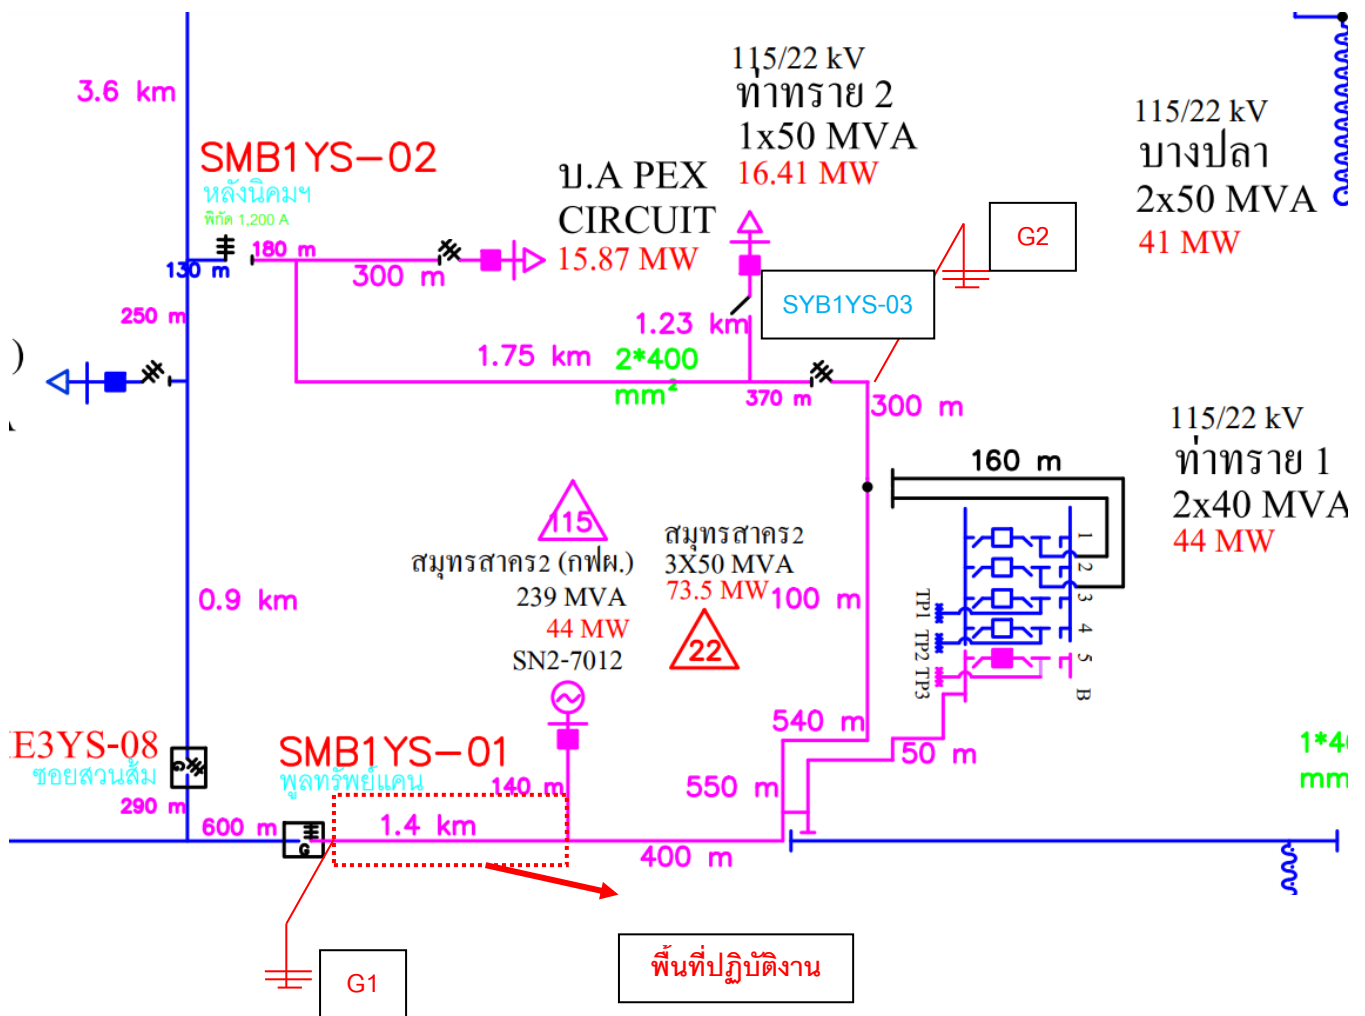 3.6 km
SMB1YS-02
หลังนิคมฯ
พิกัด 1,200 A
130 m
180 m
300 m
250 m
บ.A PEX
CIRCUIT
15.87 MW
115/22 kV
ท่าทราย 2
1x50 MVA
16.41 MW
115/22 kV
บางปลา
2x50 MVA
41 MW
G2
SYB1YS-03
1.23 km
1.75 km
2*400
mm²
370 m
300 m
)
115/22 kV
ท่าทราย 1
2x40 MVA
44 MW
160 m
1
2
3
4
5
B
TP1
TP2
TP3
115
สมุทรสาคร2 (กฟผ.)
239 MVA
44 MW
SN2-7012
สมุทรสาคร2
3X50 MVA
73.5 MW
22
100 m
0.9 km
540 m
50 m
550 m
E3YS-08
ซอยสวนส้ม
G
290 m
SMB1YS-01
พูลทรัพย์แคน
140 m
600 m
G
1.4 km
400 m
1*4
mm
พื้นที่ปฏิบัติงาน
G1